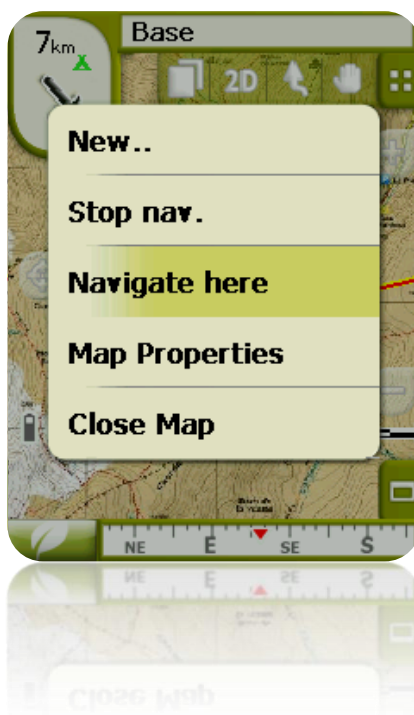 7km
Base
2D
New..
Stop nav.
Navigate here
Map Properties
Close Map
NE E SE S